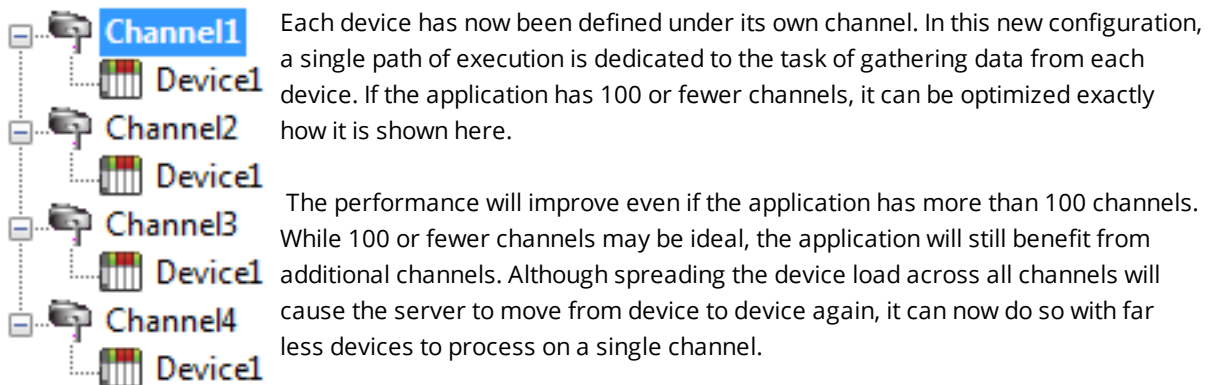 Channel1
Device1
Channel2
Device1
Channel3
Device1
Channel4
Device1
Each device has now been defined under its own channel. In this new configuration,
a single path of execution is dedicated to the task of gathering data from each
device. If the application has 100 or fewer channels, it can be optimized exactly
how it is shown here.
The performance will improve even if the application has more than 100 channels.
While 100 or fewer channels may be ideal, the application will still benefit from
additional channels. Although spreading the device load across all channels will
cause the server to move from device to device again, it can now do so with far
less devices to process on a single channel.